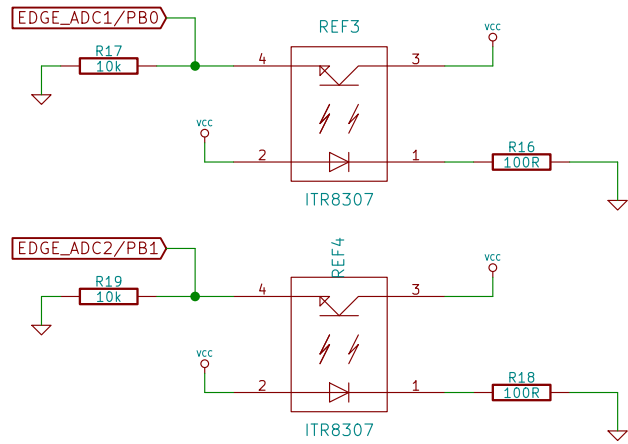 EDGE_ADC1/PB0
REF3
VCC
R17
10k
4
3
VCC
2
1
R16
100R
ITR8307
EDGE_ADC2/PB1
REF4
VCC
R19
10k
4
3
VCC
2
1
R18
100R
ITR8307